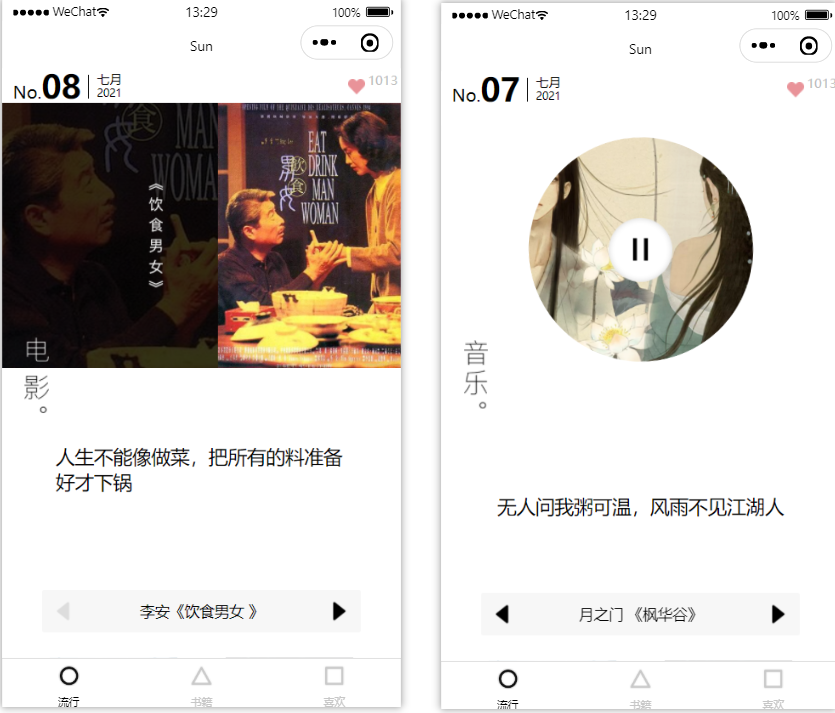 WeChat 13:29 100%
Sun
No.08 七月
2021
1013
EAT
DRINK
MAN
WOMAN
男女
飲食
《饮食男女》
MAN
WOMAN
电影。
人生不能像做菜，把所有的料准备
好才下锅
李安《饮食男女 》
流行 书籍 喜欢
WeChat 13:29 100%
Sun
No.07 七月
2021
1013
音乐。
无人问我粥可温，风雨不见江湖人
月之门 《枫华谷》
流行 书籍 喜欢